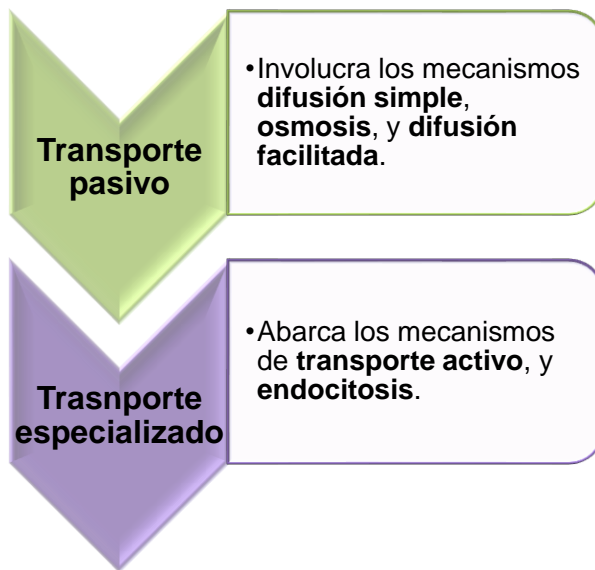 Transporte
pasivo
•Involucra los mecanismos
difusión simple,
osmosis, y difusión
facilitada.
Trasnporte
especializado
•Abarca los mecanismos
de transporte activo, y
endocitosis.